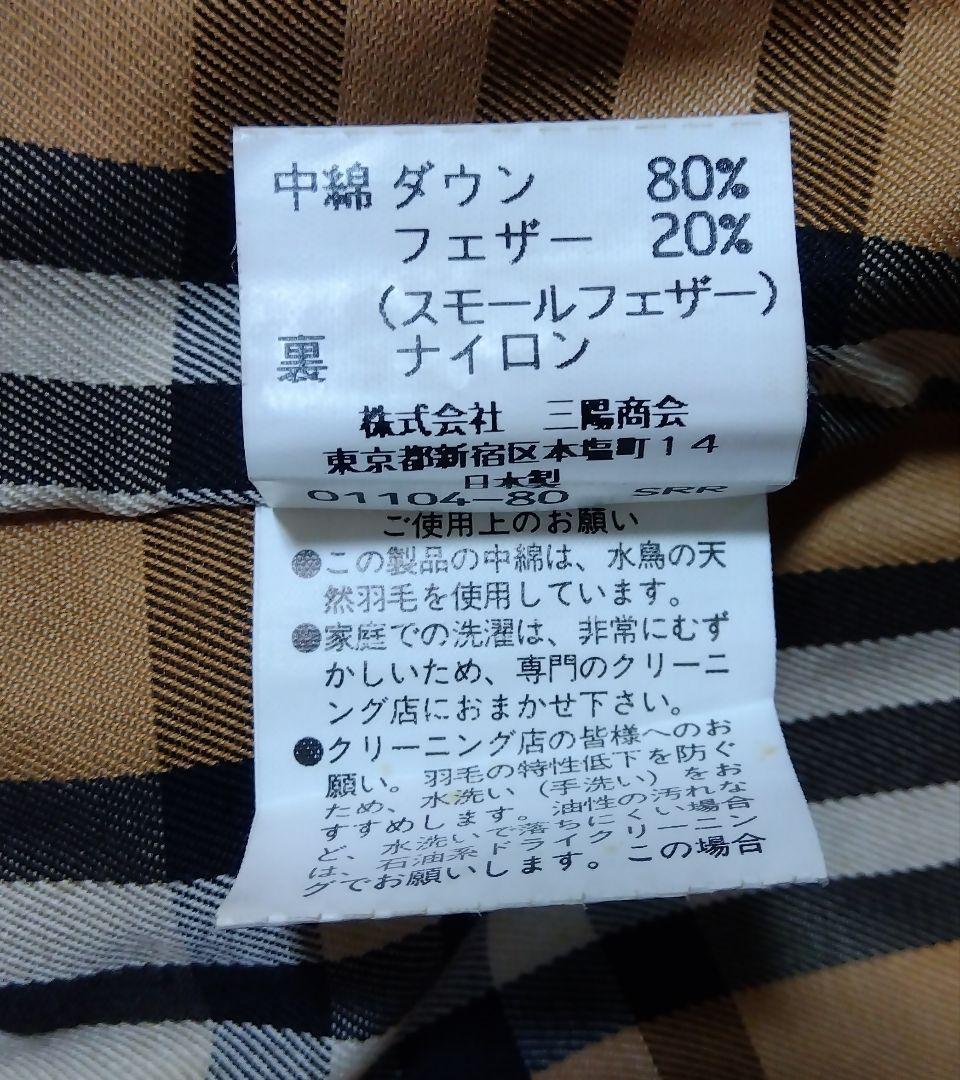 中綿 ダウン 80%
フェザー 20%
(スモールフェザー)
裏 ナイロン
株式会社 三陽商会
東京都新宿区本塩町14
日本製
01104-80 SRR
ご使用上のお願い
●この製品の中綿は、水鳥の天
然羽毛を使用しています。
●家庭での洗濯は、非常にむず
かしいため、専門のクリーニ
ング店におまかせ下さい。
●クリーニング店の皆様へのお
願い。羽毛の特性低下を防ぐ
ため、水洗い(手洗い)をお
すすめします。油性の汚れな
ど、水洗いで落ちにくい場合
は、石油系ドライクリーニン
グでお願いします。この場合